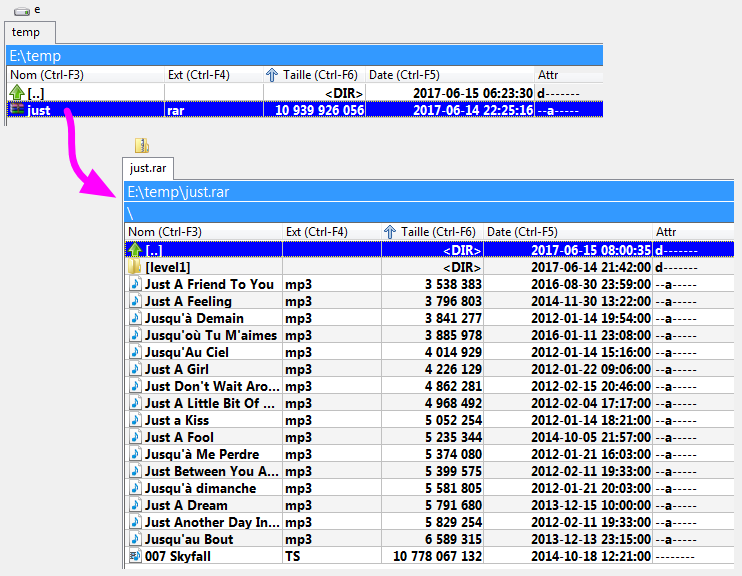 e
temp
E:\temp
Nom (Ctrl-F3) Ext (Ctrl-F4) Taille (Ctrl-F6) Date (Ctrl-F5) Attr
[..] <DIR> 2017-06-15 06:23:30 d-------
just rar 10 939 926 056 2017-06-14 22:25:16 --a-----
just.rar
E:\temp\just.rar
\
Nom (Ctrl-F3) Ext (Ctrl-F4) Taille (Ctrl-F6) Date (Ctrl-F5) Attr
[..] <DIR> 2017-06-15 08:00:35 d-------
[level1] <DIR> 2017-06-14 21:42:00 d-------
Just A Friend To You mp3 3 538 383 2016-08-30 23:59:00 --a-----
Just A Feeling mp3 3 796 803 2014-11-30 13:22:00 --a-----
Jusqu'à Demain mp3 3 841 277 2012-01-14 19:54:00 --a-----
Jusqu'où Tu M'aimes mp3 3 885 978 2016-01-11 23:08:00 --a-----
Jusqu'Au Ciel mp3 4 014 929 2012-01-14 15:16:00 --a-----
Just A Girl mp3 4 226 129 2012-01-22 09:06:00 --a-----
Just Don't Wait Aro... mp3 4 862 281 2012-02-15 20:46:00 --a-----
Just A Little Bit Of ... mp3 4 968 492 2012-02-04 17:17:00 --a-----
Just a Kiss mp3 5 052 254 2012-01-14 18:21:00 --a-----
Just A Fool mp3 5 235 344 2014-10-05 21:57:00 --a-----
Jusqu'à Me Perdre mp3 5 374 080 2012-01-21 16:03:00 --a-----
Just Between You A... mp3 5 399 575 2012-02-11 19:33:00 --a-----
Jusqu'à dimanche mp3 5 581 805 2012-01-21 20:03:00 --a-----
Just A Dream mp3 5 791 680 2013-12-15 10:00:00 --a-----
Just Another Day In... mp3 5 829 254 2012-02-11 19:33:00 --a-----
Jusqu'au Bout mp3 6 589 315 2013-12-13 23:15:00 --a-----
007 Skyfall TS 10 778 067 132 2014-10-18 12:21:00 --------